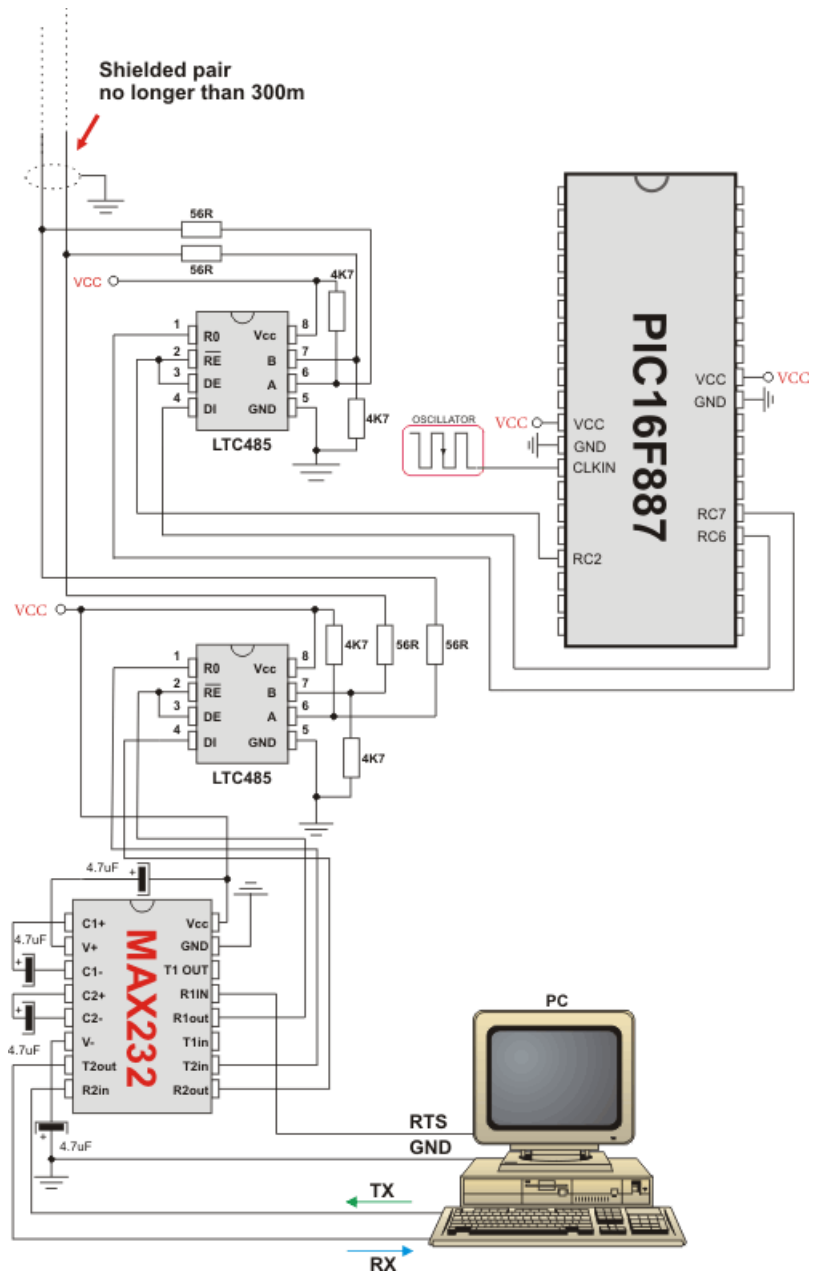 Shielded pair
no longer than 300m
56R
56R
VCC
4K7
1
R0
Vcc
8
2
RE
B
7
3
DE
A
6
4
DI
GND
5
4K7
LTC485
OSCILLATOR
PIC16F887
VCC
VCC
GND
VCC
VCC
GND
CLKIN
RC7
RC6
RC2
VCC
4K7
56R
56R
1
R0
Vcc
8
2
RE
B
7
3
DE
A
6
4
DI
GND
5
4K7
LTC485
4.7uF
+
MAX232
C1+
Vcc
4.7uF
V+
GND
+
C1-
T1 OUT
C2+
R1IN
+
C2-
R1out
4.7uF
V-
T1in
T2out
T2in
R2in
R2out
+
4.7uF
PC
RTS
GND
TX
RX